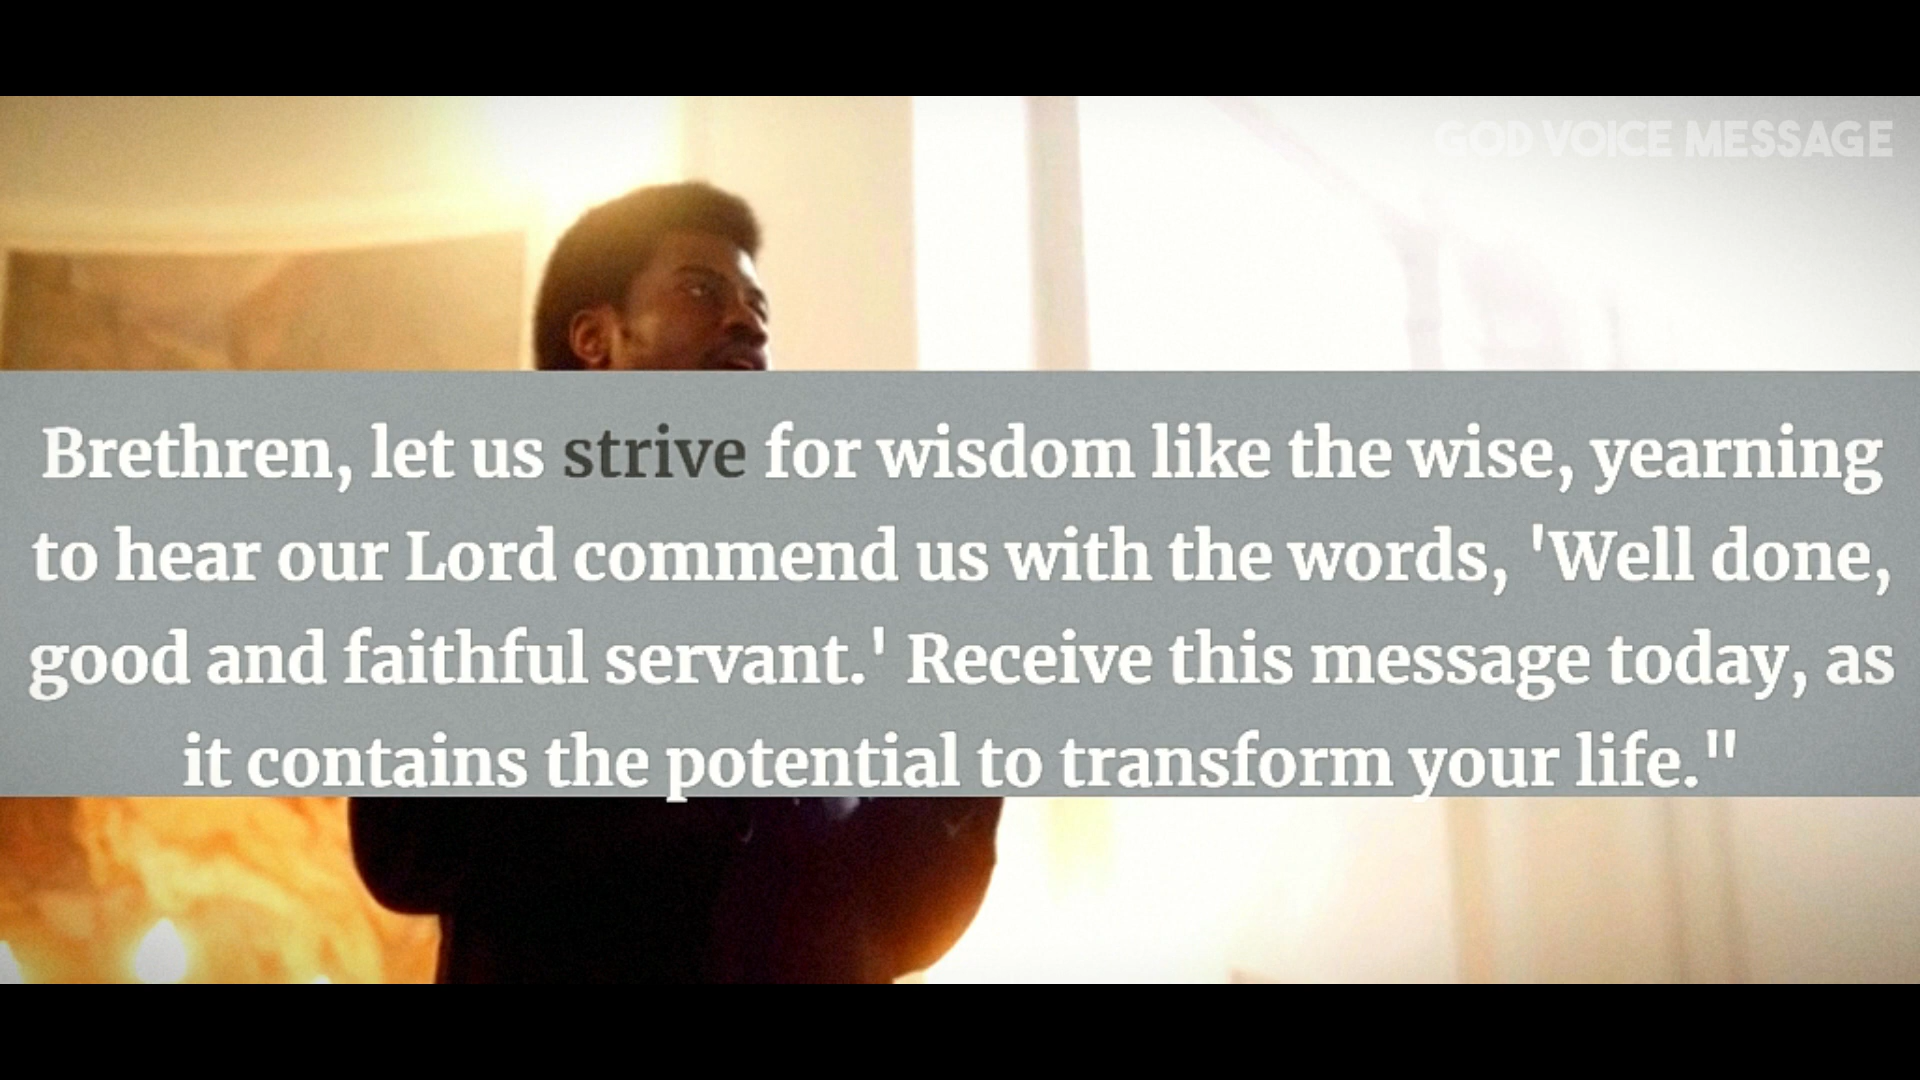 GOD VOICE MESSAGE
Brethren, let us strive for wisdom like the wise, yearning
to hear our Lord commend us with the words, 'Well done,
good and faithful servant.' Receive this message today, as
it contains the potential to transform your life."